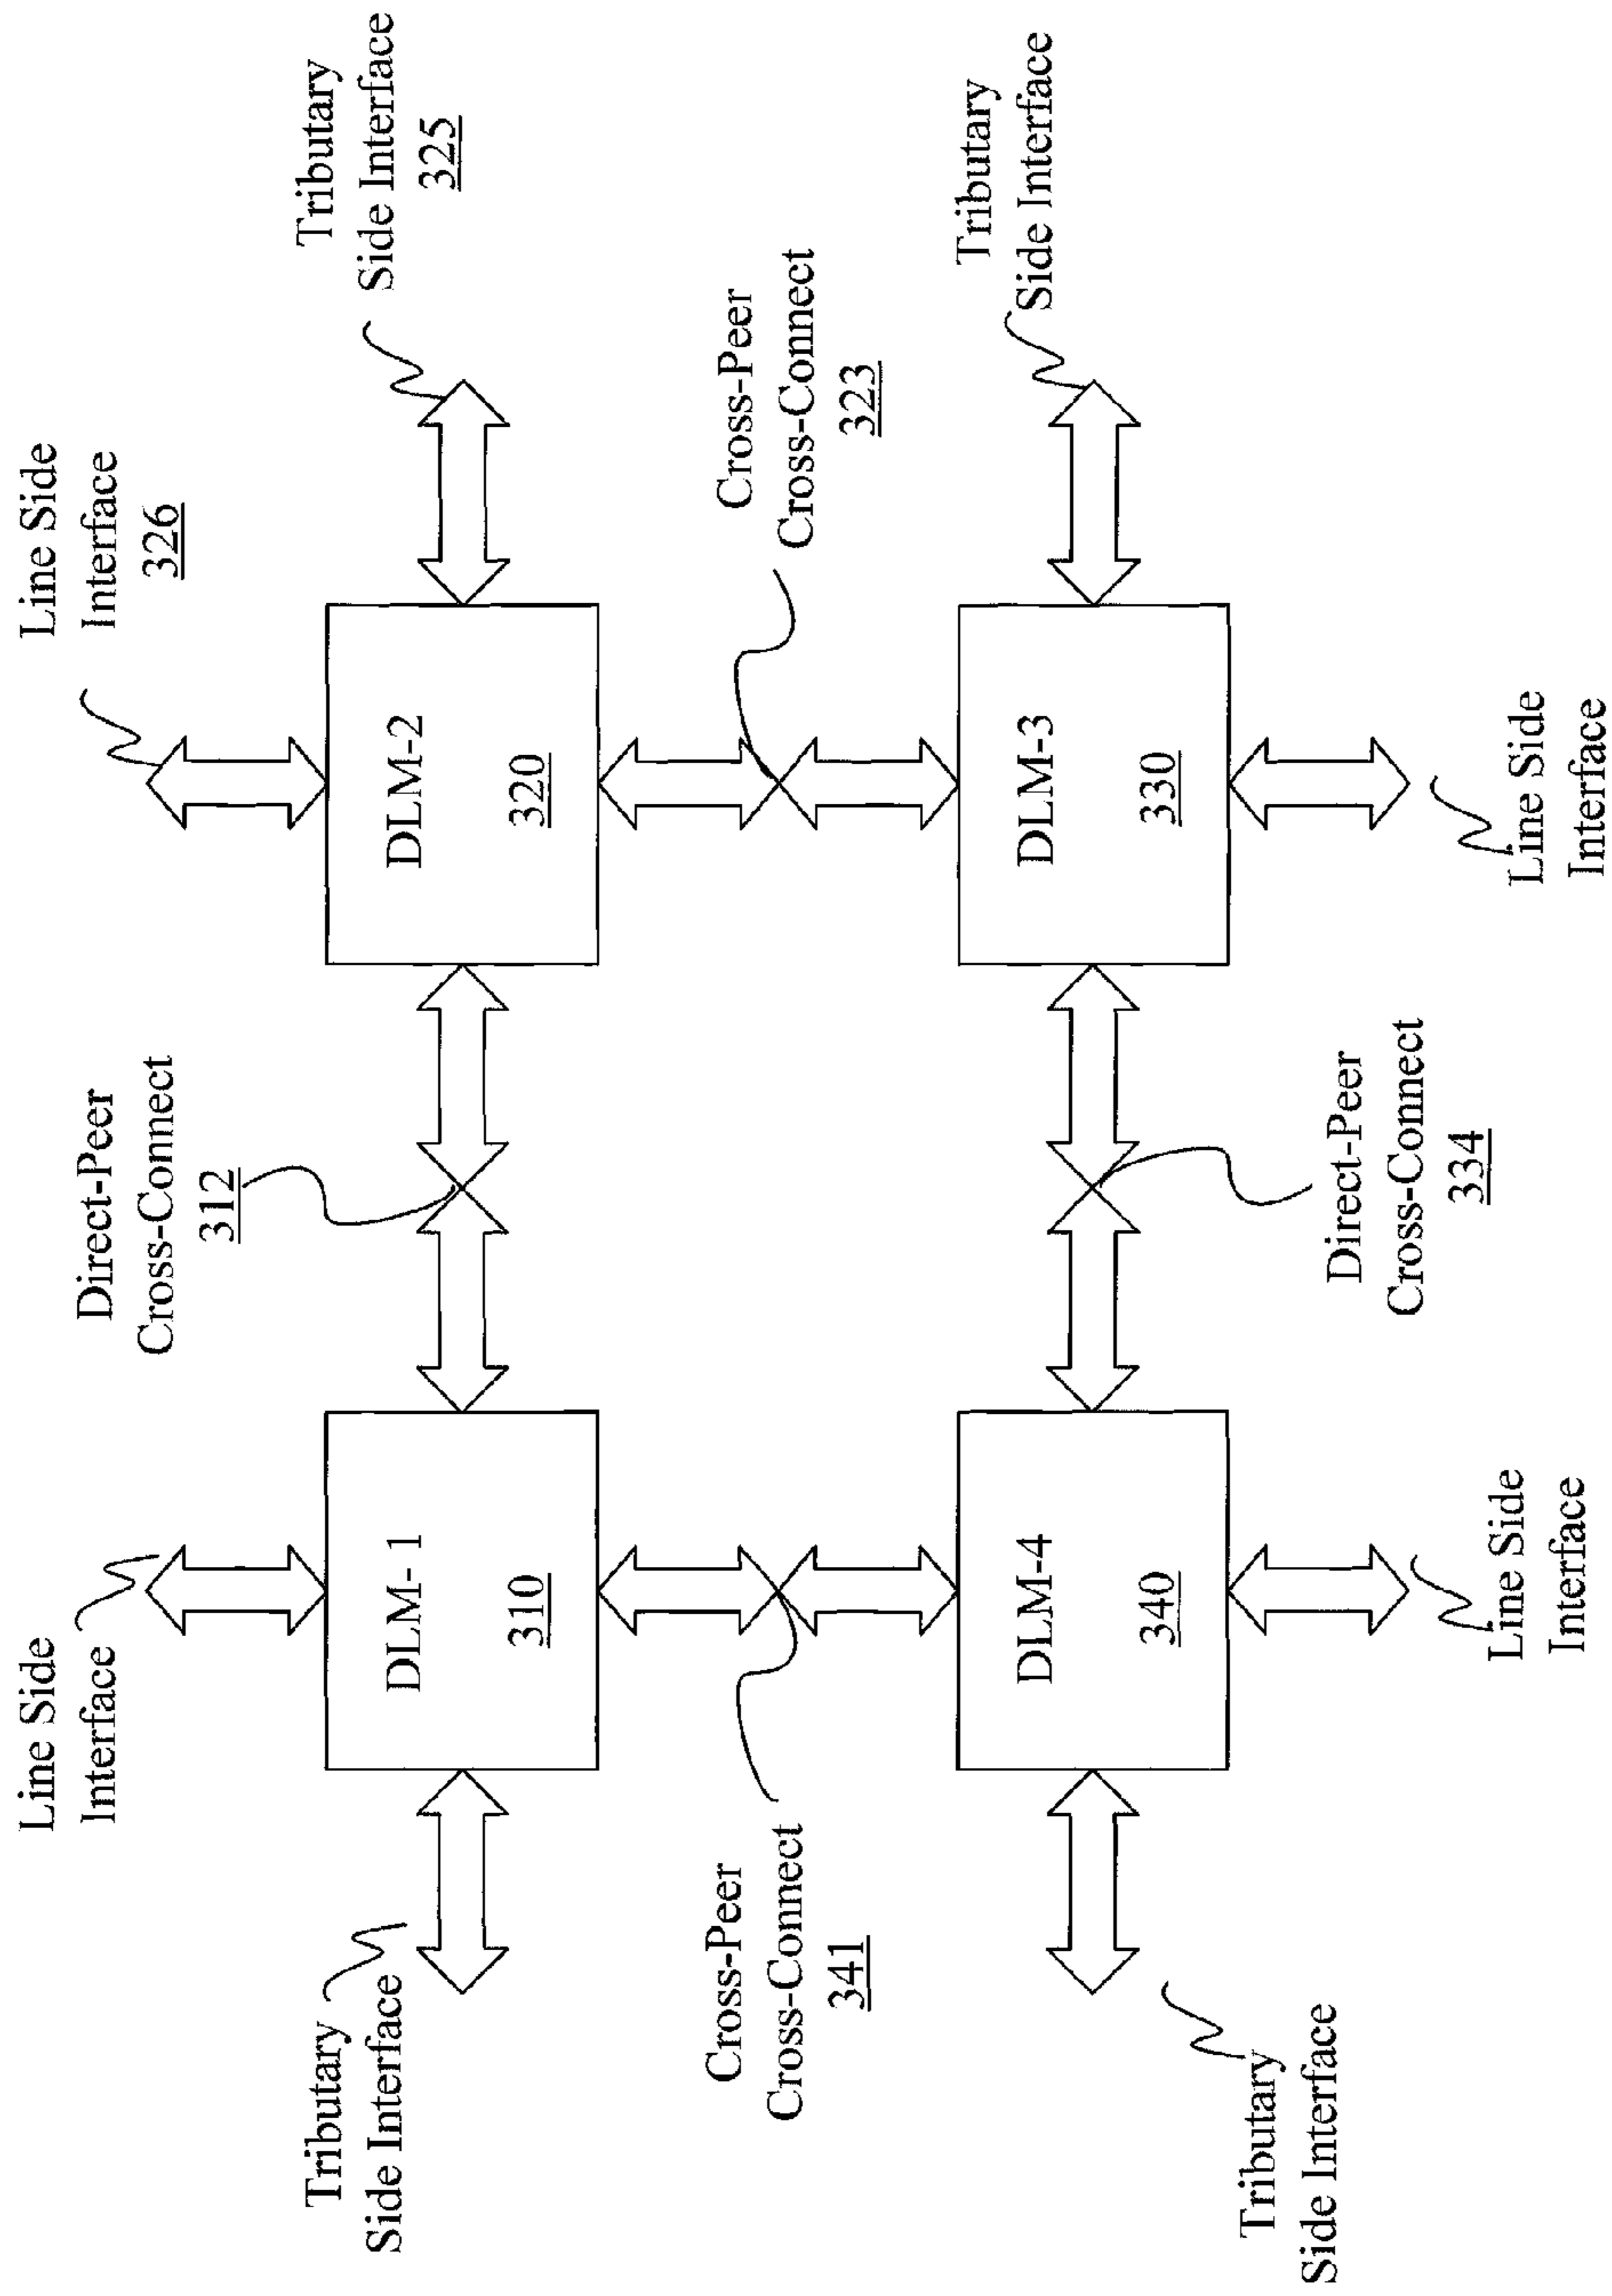 Line Side
Interface
Direct-Peer
Cross-Connect
312
Line Side
Interface
326
Tributary
Side Interface
DLM-1
310
DLM-2
320
Tributary
Side Interface
325
Cross-Peer
Cross-Connect
341
Cross-Peer
Cross-Connect
323
Tributary
Side Interface
DLM-4
340
DLM-3
330
Tributary
Side Interface
Line Side
Interface
Direct-Peer
Cross-Connect
334
Line Side
Interface